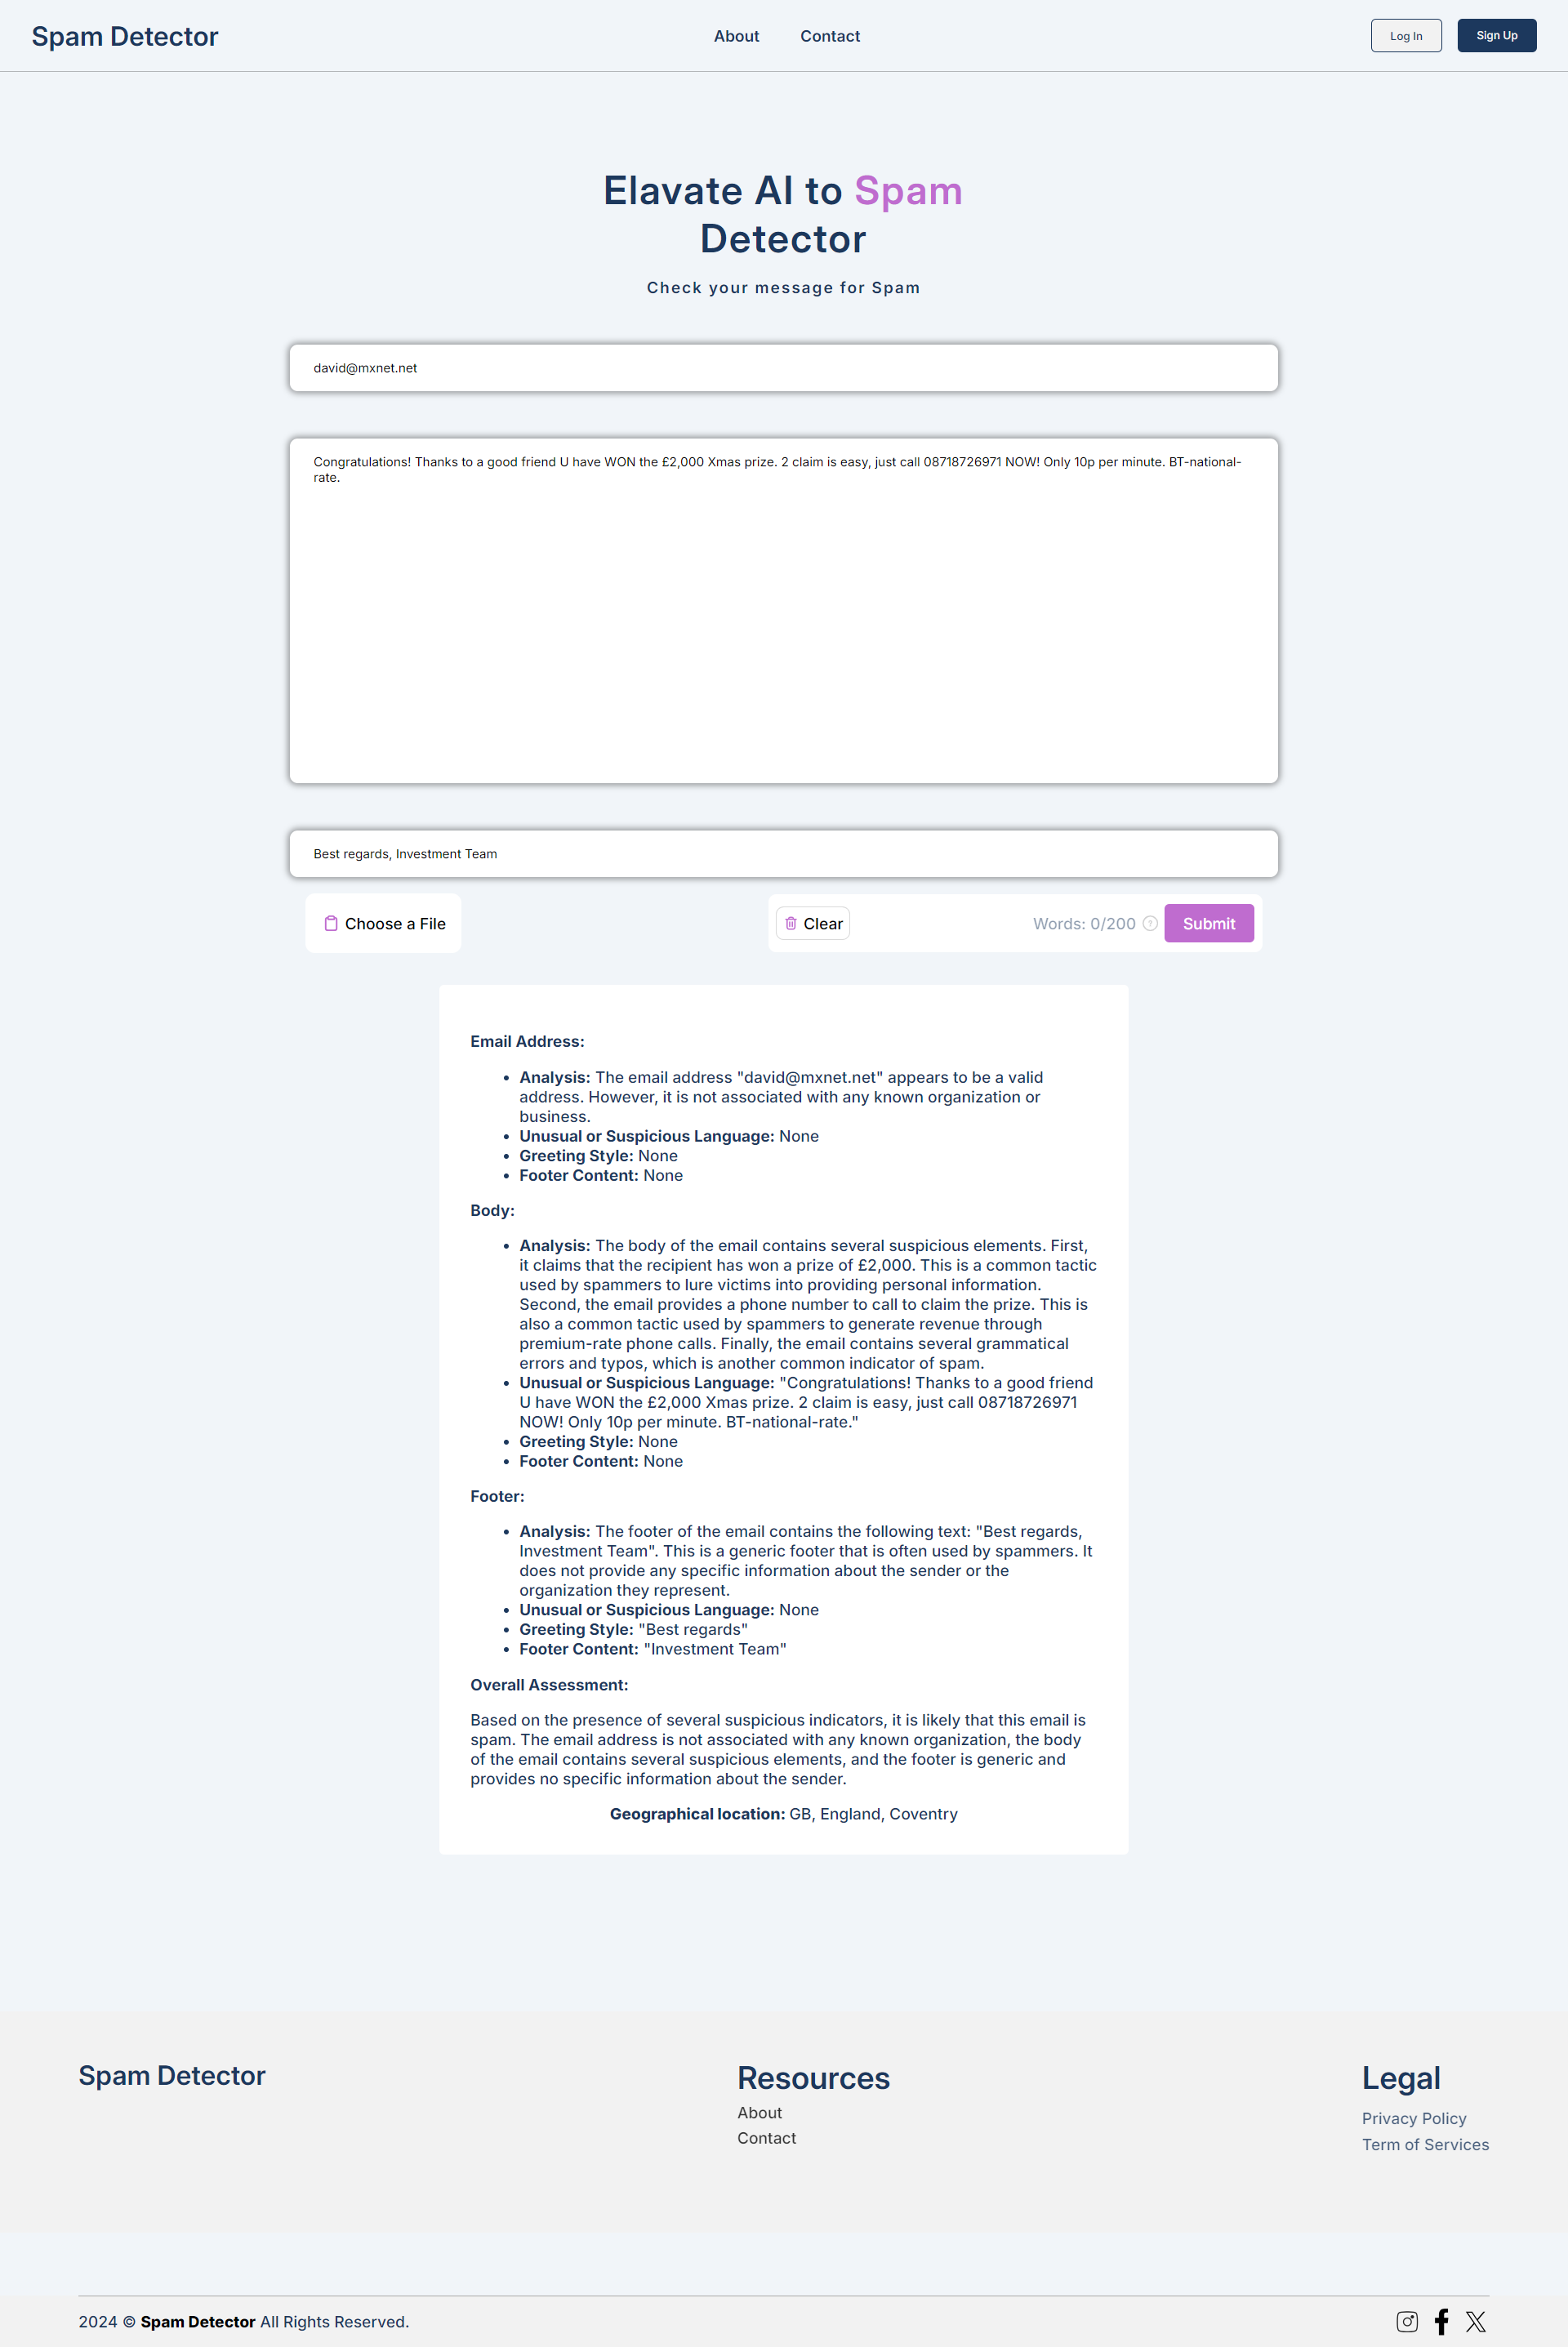 Spam Detector
About
Contact
Log In
Sign Up
Elavate AI to Spam
Detector
Check your message for Spam
david@mxnet.net
Congratulations! Thanks to a good friend U have WON the £2,000 Xmas prize. 2 claim is easy, just call 08718726971 NOW! Only 10p per minute. BT-national-
rate.
Best regards, Investment Team
Choose a File
Clear
Words: 0/200 ?
Submit
Email Address:
• Analysis: The email address "david@mxnet.net" appears to be a valid
address. However, it is not associated with any known organization or
business.
• Unusual or Suspicious Language: None
• Greeting Style: None
• Footer Content: None
Body:
• Analysis: The body of the email contains several suspicious elements. First,
it claims that the recipient has won a prize of £2,000. This is a common tactic
used by spammers to lure victims into providing personal information.
Second, the email provides a phone number to call to claim the prize. This is
also a common tactic used by spammers to generate revenue through
premium-rate phone calls. Finally, the email contains several grammatical
errors and typos, which is another common indicator of spam.
• Unusual or Suspicious Language: "Congratulations! Thanks to a good friend
U have WON the £2,000 Xmas prize. 2 claim is easy, just call 08718726971
NOW! Only 10p per minute. BT-national-rate."
• Greeting Style: None
• Footer Content: None
Footer:
• Analysis: The footer of the email contains the following text: "Best regards,
Investment Team". This is a generic footer that is often used by spammers. It
does not provide any specific information about the sender or the
organization they represent.
• Unusual or Suspicious Language: None
• Greeting Style: "Best regards"
• Footer Content: "Investment Team"
Overall Assessment:
Based on the presence of several suspicious indicators, it is likely that this email is
spam. The email address is not associated with any known organization, the body
of the email contains several suspicious elements, and the footer is generic and
provides no specific information about the sender.
Geographical location: GB, England, Coventry
Spam Detector
Resources
About
Contact
Legal
Privacy Policy
Term of Services
2024 © Spam Detector All Rights Reserved.